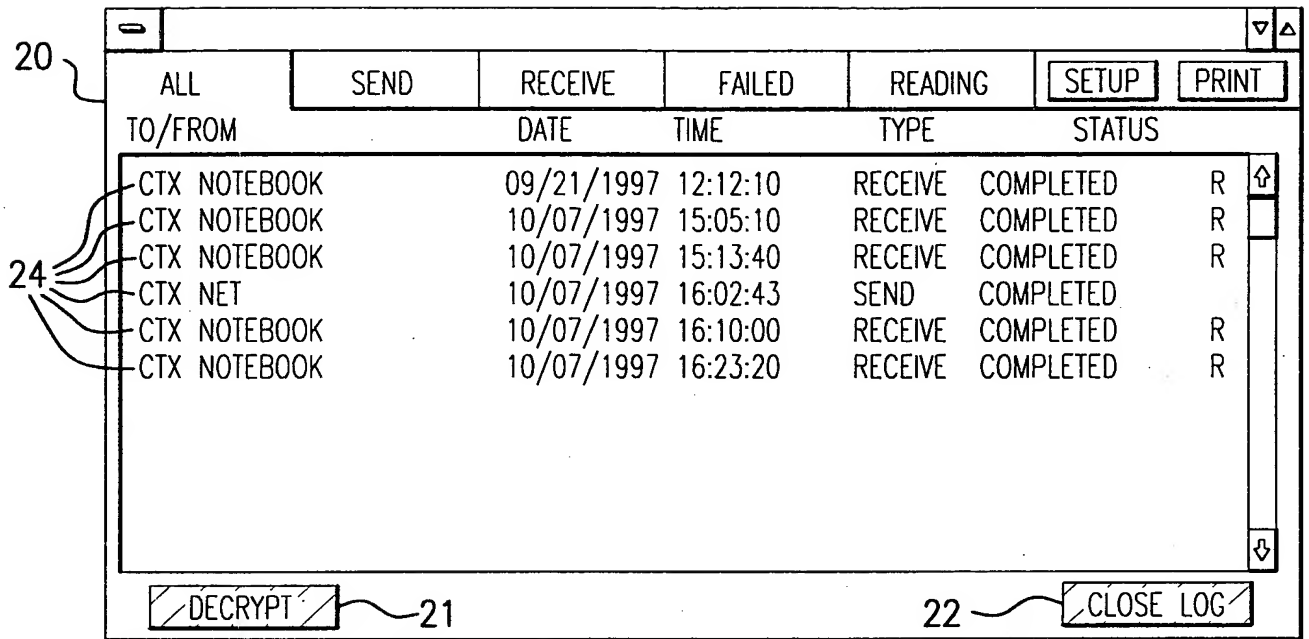 20
ALL SEND RECEIVE FAILED READING SETUP PRINT
TO/FROM DATE TIME TYPE STATUS
CTX NOTEBOOK 09/21/1997 12:12:10 RECEIVE COMPLETED R
CTX NOTEBOOK 10/07/1997 15:05:10 RECEIVE COMPLETED R
CTX NOTEBOOK 10/07/1997 15:13:40 RECEIVE COMPLETED R
24 CTX NET 10/07/1997 16:02:43 SEND COMPLETED
CTX NOTEBOOK 10/07/1997 16:10:00 RECEIVE COMPLETED R
CTX NOTEBOOK 10/07/1997 16:23:20 RECEIVE COMPLETED R
DECRYPT 21 22 CLOSE LOG